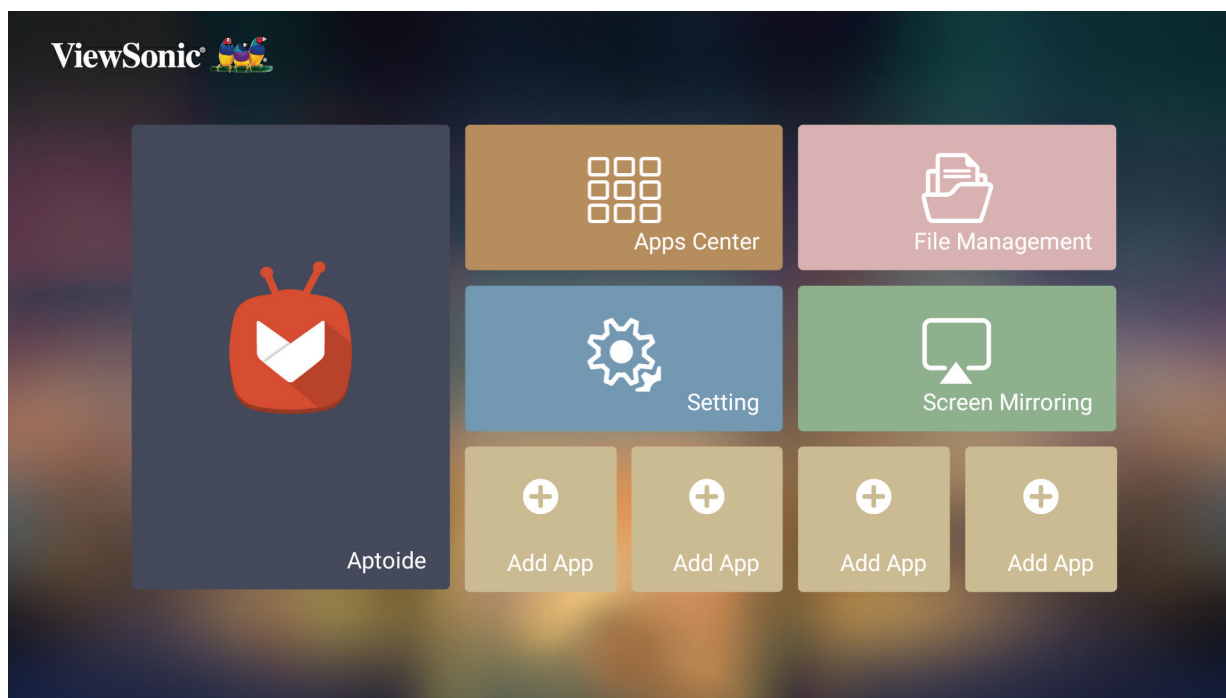 ViewSonic®
Apps Center
File Management
Setting
Screen Mirroring
Aptoide
Add App
Add App
Add App
Add App